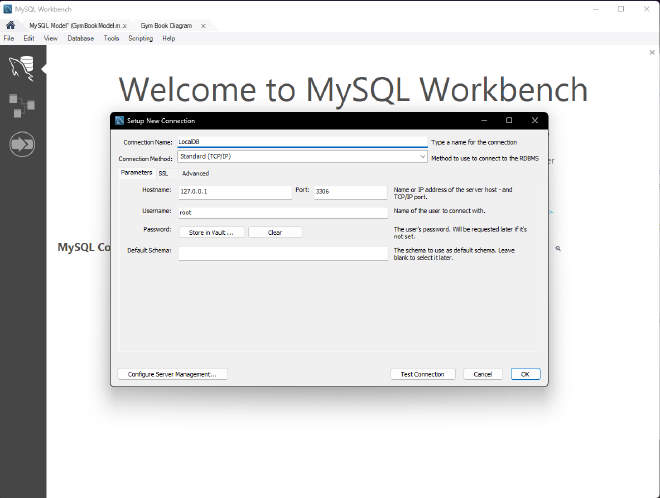 MySQL Workbench
MySQL Model* (GymBookModel.m x Gym Book Diagram x
File Edit View Database Tools Scripting Help
Welcome to MySQL Workbench
Setup New Connection
Connection Name: LocalDB Type a name for the connection
Connection Method: Standard (TCP/IP) Method to use to connect to the RDBMS
Parameters SSL Advanced
Hostname: 127.0.0.1 Port: 3306 Name or IP address of the server host - and
TCP/IP port.
Username: root Name of the user to connect with.
Password: Store in Vault ... Clear The user's password. Will be requested later if it's
not set.
MySQL Co
Default Schema: The schema to use as default schema. Leave
blank to select it later.
Configure Server Management... Test Connection Cancel OK